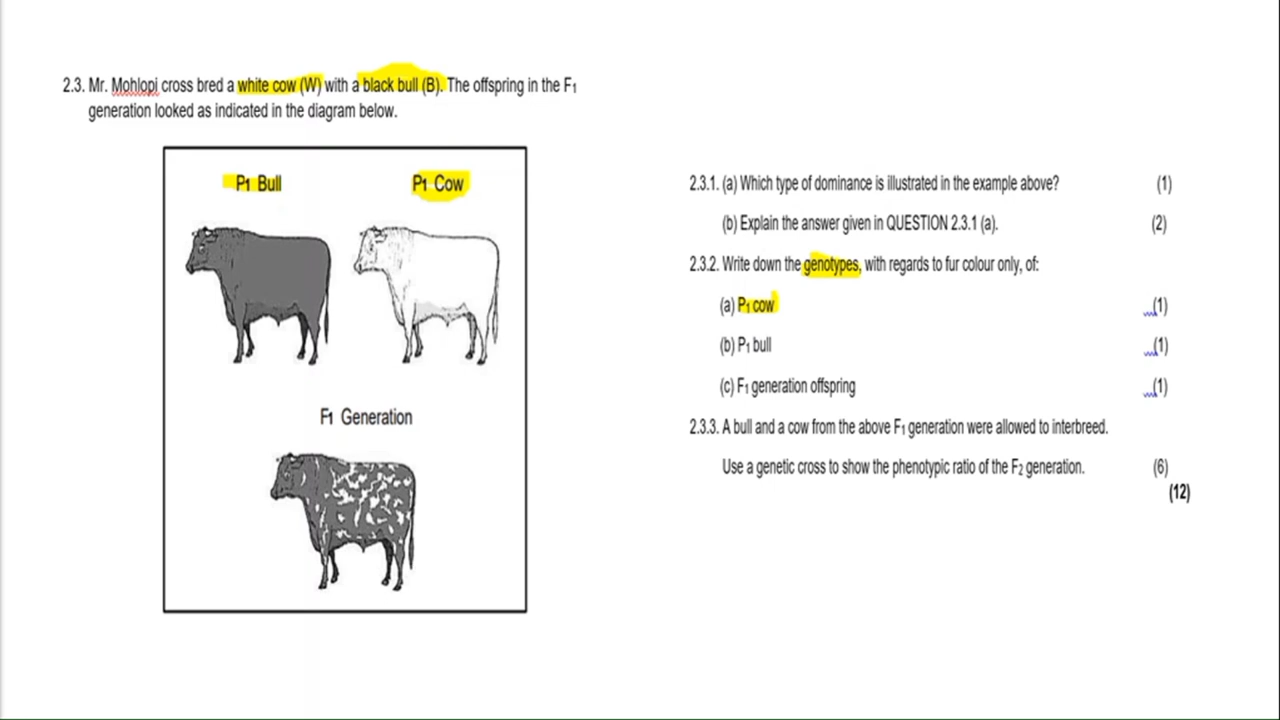 2.3. Mr. Mohlopi cross bred a white cow (W) with a black bull (B). The offspring in the F1
generation looked as indicated in the diagram below.
P1 Bull
P1 Cow
F1 Generation
2.3.1. (a) Which type of dominance is illustrated in the example above? (1)
(b) Explain the answer given in QUESTION 2.3.1 (a). (2)
2.3.2. Write down the genotypes, with regards to fur colour only, of:
(a) P1 cow (1)
(b) P1 bull (1)
(c) F1 generation offspring (1)
2.3.3. A bull and a cow from the above F1 generation were allowed to interbreed.
Use a genetic cross to show the phenotypic ratio of the F2 generation. (6)
(12)